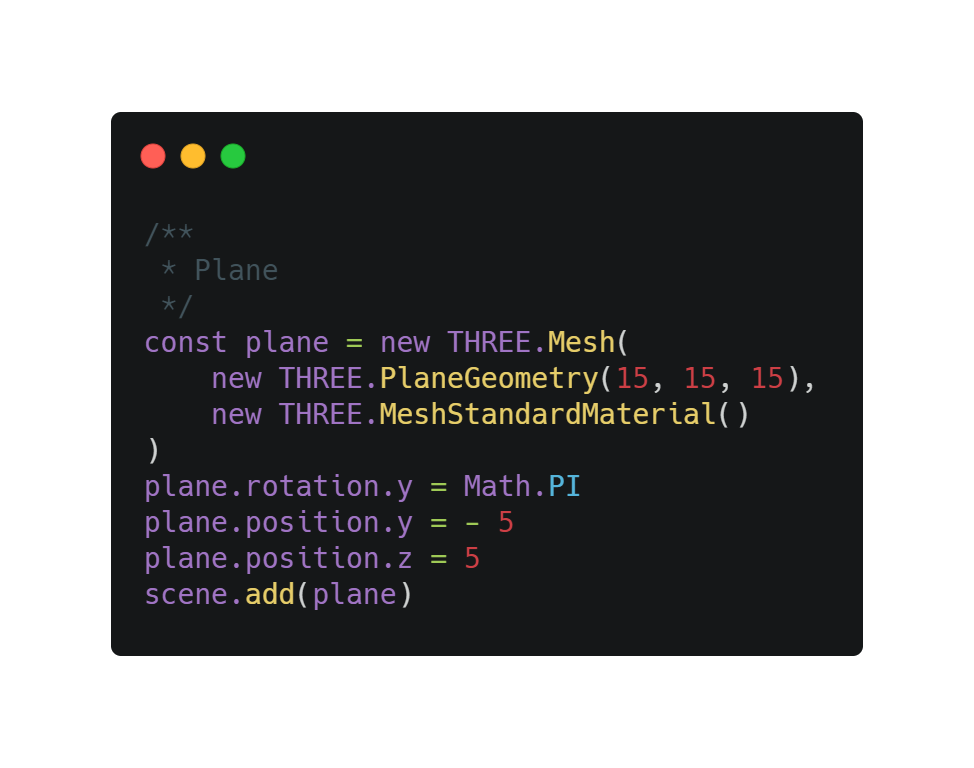 /**
 * Plane
 */
const plane = new THREE.Mesh(
    new THREE.PlaneGeometry(15, 15, 15),
    new THREE.MeshStandardMaterial()
)
plane.rotation.y = Math.PI
plane.position.y = - 5
plane.position.z = 5
scene.add(plane)